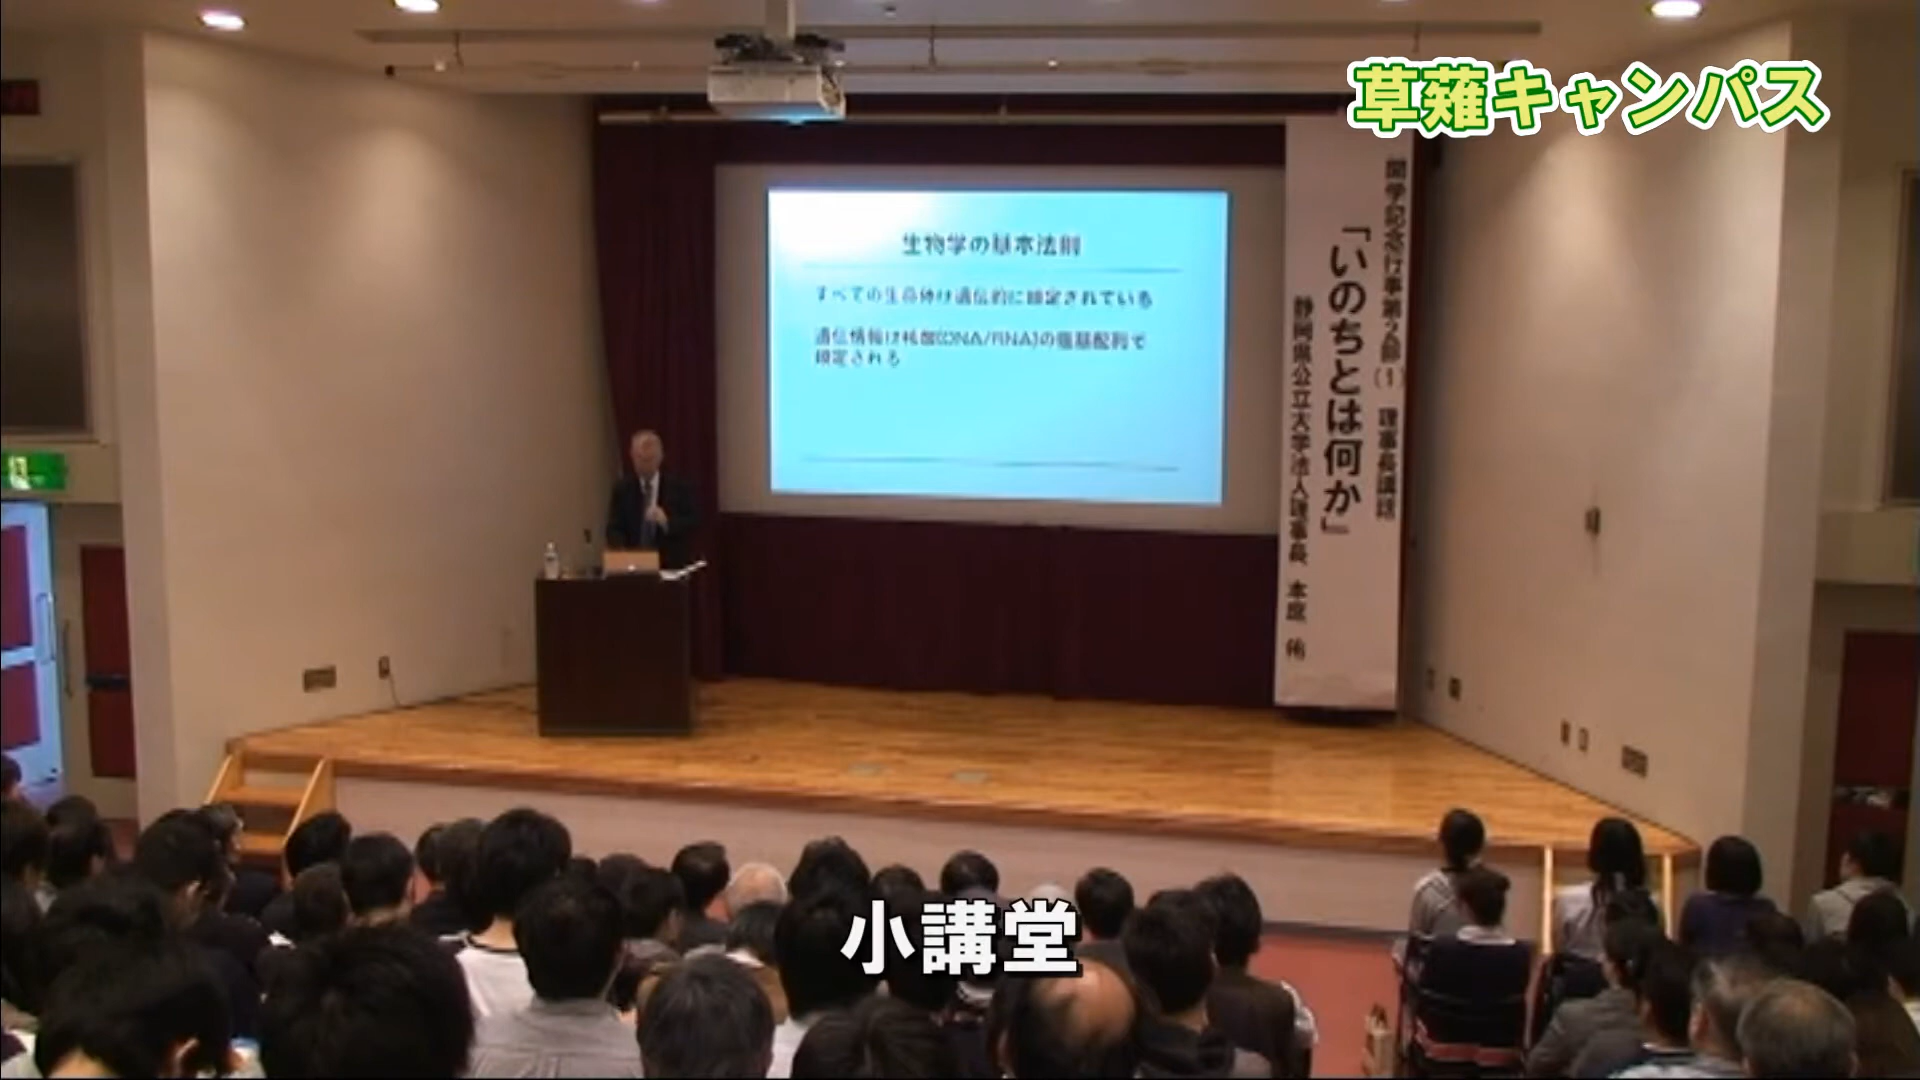 草薙キャンパス
生物学の基本法則
すべての生命体は遺伝的に規定されている
遺伝情報は核酸(DNA/RNA)の塩基配列で
規定される
開学記念行事第2部(1) 理事長講話
「いのちとは何か」
静岡県公立大学法人理事長 本庶 佑
小講堂